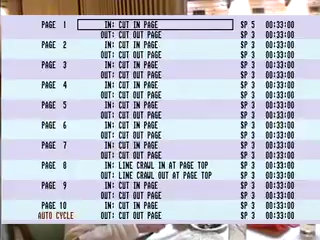 PAGE 1 IN: CUT IN PAGE SP 5 00:33:00
OUT: CUT OUT PAGE SP 3 00:33:00
PAGE 2 IN: CUT IN PAGE SP 3 00:33:00
OUT: CUT OUT PAGE SP 3 00:33:00
PAGE 3 IN: CUT IN PAGE SP 3 00:33:00
OUT: CUT OUT PAGE SP 3 00:33:00
PAGE 4 IN: CUT IN PAGE SP 3 00:33:00
OUT: CUT OUT PAGE SP 3 00:33:00
PAGE 5 IN: CUT IN PAGE SP 3 00:33:00
OUT: CUT OUT PAGE SP 3 00:33:00
PAGE 6 IN: CUT IN PAGE SP 3 00:33:00
OUT: CUT OUT PAGE SP 3 00:33:00
PAGE 7 IN: CUT IN PAGE SP 3 00:33:00
OUT: CUT OUT PAGE SP 3 00:33:00
PAGE 8 IN: LINE CRAWL IN AT PAGE TOP SP 3 00:33:00
OUT: LINE CRAWL OUT AT PAGE TOP SP 3 00:33:00
PAGE 9 IN: CUT IN PAGE SP 3 00:33:00
OUT: CUT OUT PAGE SP 3 00:33:00
PAGE 10 IN: CUT IN PAGE SP 3 00:33:00
AUTO CYCLE OUT: CUT OUT PAGE SP 3 00:33:00